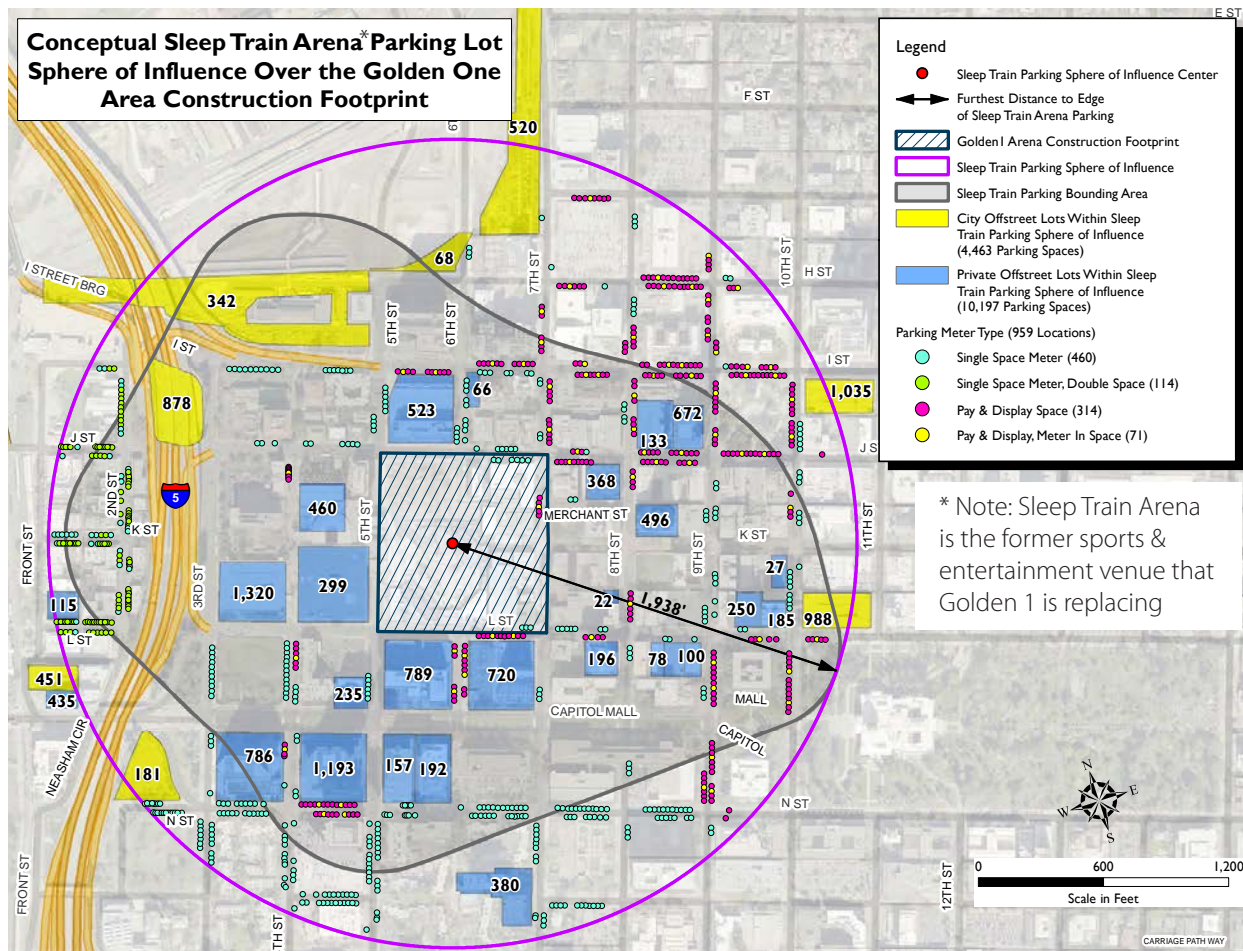 Conceptual Sleep Train Arena* Parking Lot
Sphere of Influence Over the Golden One
Area Construction Footprint
Legend
Sleep Train Parking Sphere of Influence Center
Furthest Distance to Edge
of Sleep Train Arena Parking
Golden 1 Arena Construction Footprint
Sleep Train Parking Sphere of Influence
Sleep Train Parking Bounding Area
City Offstreet Lots Within Sleep
Train Parking Sphere of Influence
(4,463 Parking Spaces)
Private Offstreet Lots Within Sleep
Train Parking Sphere of Influence
(10,197 Parking Spaces)
Parking Meter Type (959 Locations)
Single Space Meter (460)
Single Space Meter, Double Space (114)
Pay & Display Space (314)
Pay & Display, Meter In Space (71)
* Note: Sleep Train Arena
is the former sports &
entertainment venue that
Golden 1 is replacing
E ST
F ST
520
68
7TH ST
10TH ST
H ST
I STREET BRG
342
5TH ST
6TH ST
I ST
I ST
878
523
66
133
672
1,035
J ST
J S
2ND ST
5
460
5TH ST
368
496
MERCHANT ST
K ST
K ST
FRONT ST
8TH ST
9TH ST
11TH ST
3RD ST
1,320
299
22
1,938'
27
250
185
988
115
L ST
L ST
451
435
235
789
720
196
78
100
MALL
CAPITOL MALL
CAPITOL
NEASHAM CIR
181
786
1,193
157
192
N ST
N ST
380
FRONT ST
TH ST
12TH ST
N
E
S
W
0
600
1,200
Scale in Feet
CARRIAGE PATH WAY